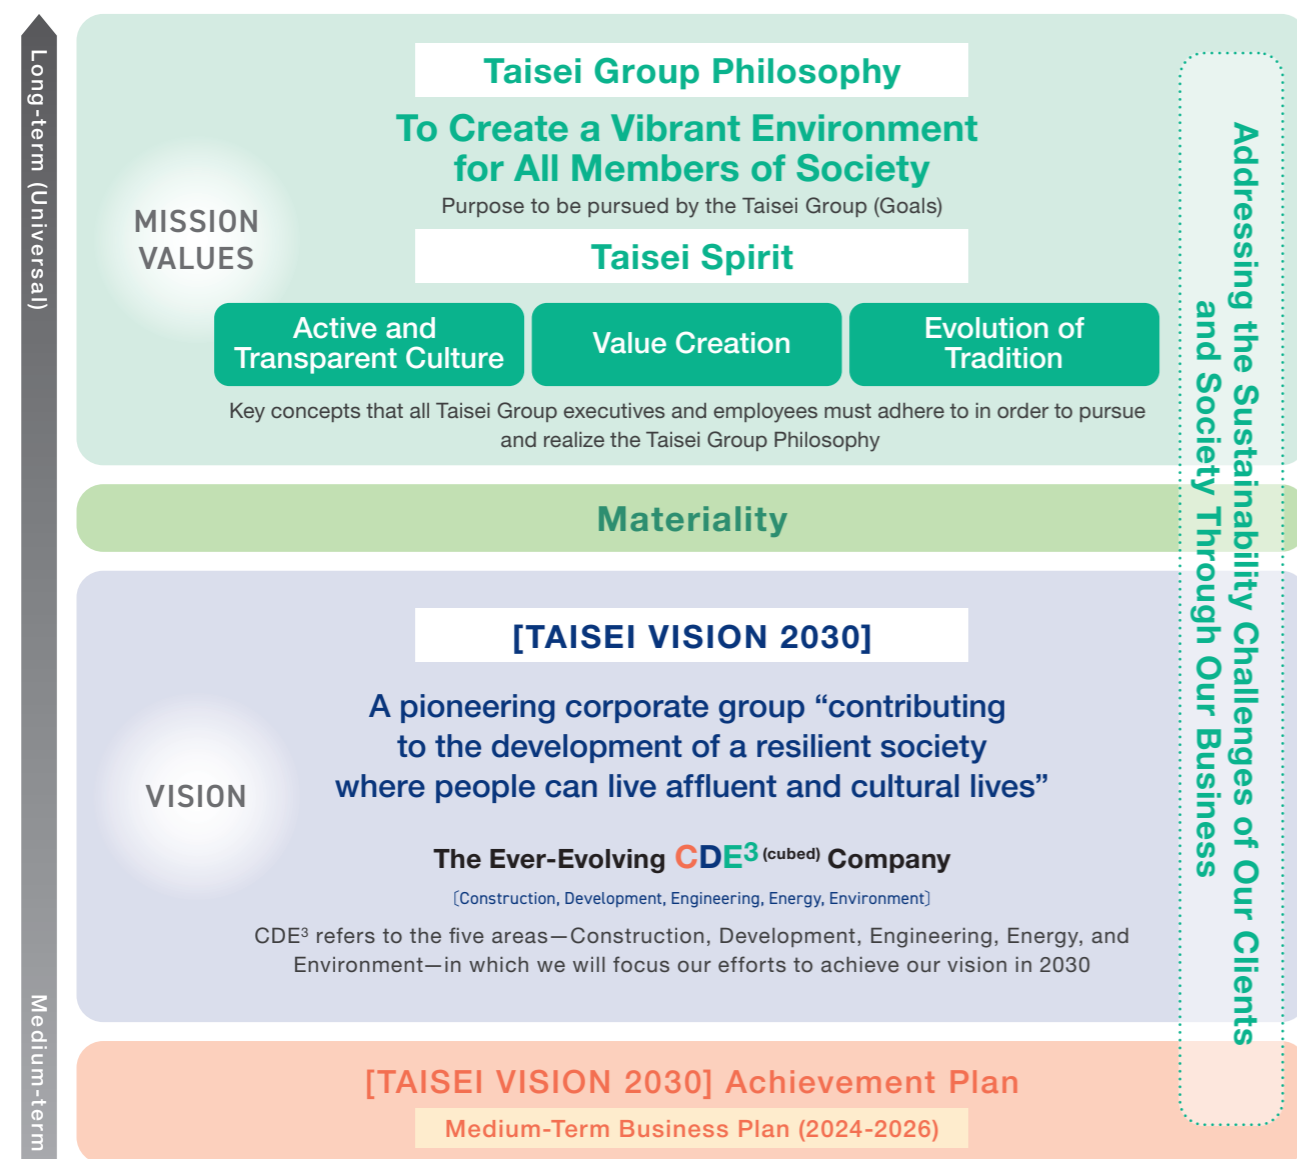 Long-term (Universal)
Taisei Group Philosophy
To Create a Vibrant Environment
for All Members of Society
Purpose to be pursued by the Taisei Group (Goals)
MISSION
VALUES
Taisei Spirit
Active and
Transparent Culture
Value Creation
Evolution of
Tradition
Key concepts that all Taisei Group executives and employees must adhere to in order to pursue
and realize the Taisei Group Philosophy
Materiality
[TAISEI VISION 2030]
A pioneering corporate group “contributing
to the development of a resilient society
where people can live affluent and cultural lives”
VISION
The Ever-Evolving CDE³ (cubed) Company
〔Construction, Development, Engineering, Energy, Environment〕
CDE³ refers to the five areas—Construction, Development, Engineering, Energy, and
Environment—in which we will focus our efforts to achieve our vision in 2030
Medium-term
[TAISEI VISION 2030] Achievement Plan
Medium-Term Business Plan (2024-2026)
Addressing the Sustainability Challenges of Our Clients
and Society Through Our Business